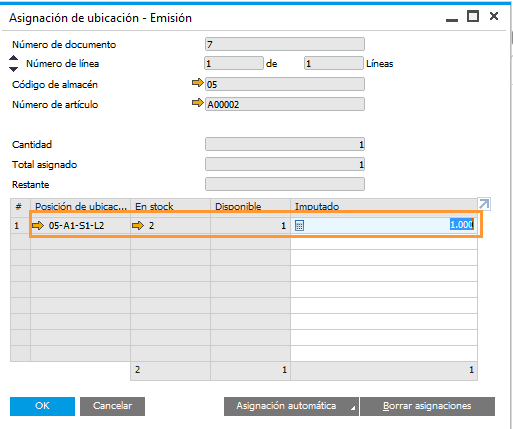 Asignación de ubicación - Emisión
Número de documento 7
Número de línea 1 de 1 Líneas
Código de almacén 05
Número de artículo A00002
Cantidad 1
Total asignado 1
Restante
# Posición de ubicac... En stock Disponible Imputado
1 05-A1-S1-L2 2 1 1.000
2 1 1
OK Cancelar Asignación automática Borrar asignaciones